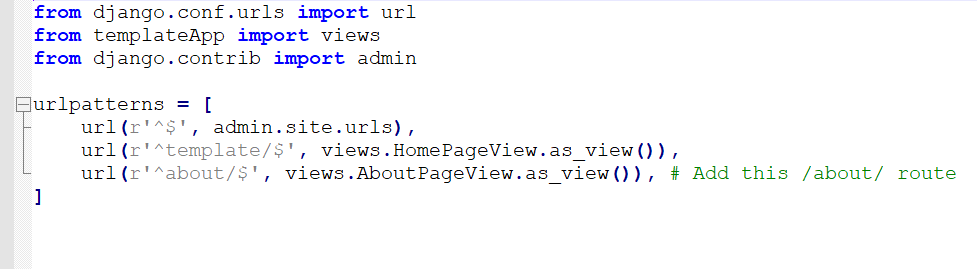 from django.conf.urls import url
from templateApp import views
from django.contrib import admin
urlpatterns = [
url(r'^$', admin.site.urls),
url(r'^template/$', views.HomePageView.as_view()),
url(r'^about/$', views.AboutPageView.as_view()), # Add this /about/ route
]